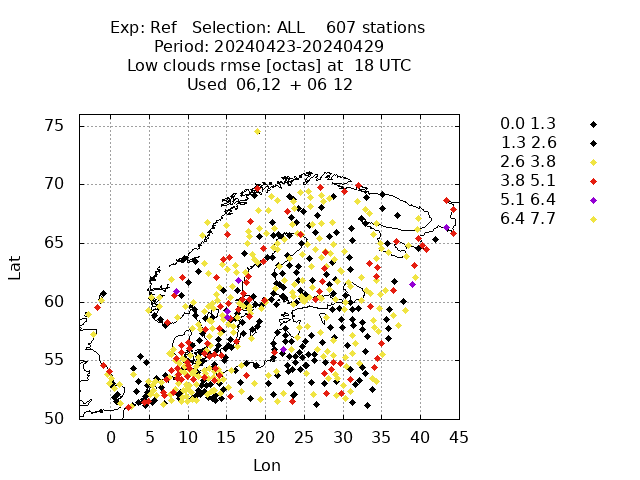 Exp: Ref   Selection: ALL    607 stations
Period: 20240423-20240429
Low clouds rmse [octas] at  18 UTC
Used  06,12  + 06 12
75
70
65
60
55
50
0 5 10 15 20 25 30 35 40 45
Lat
Lon
0.0 1.3
1.3 2.6
2.6 3.8
3.8 5.1
5.1 6.4
6.4 7.7